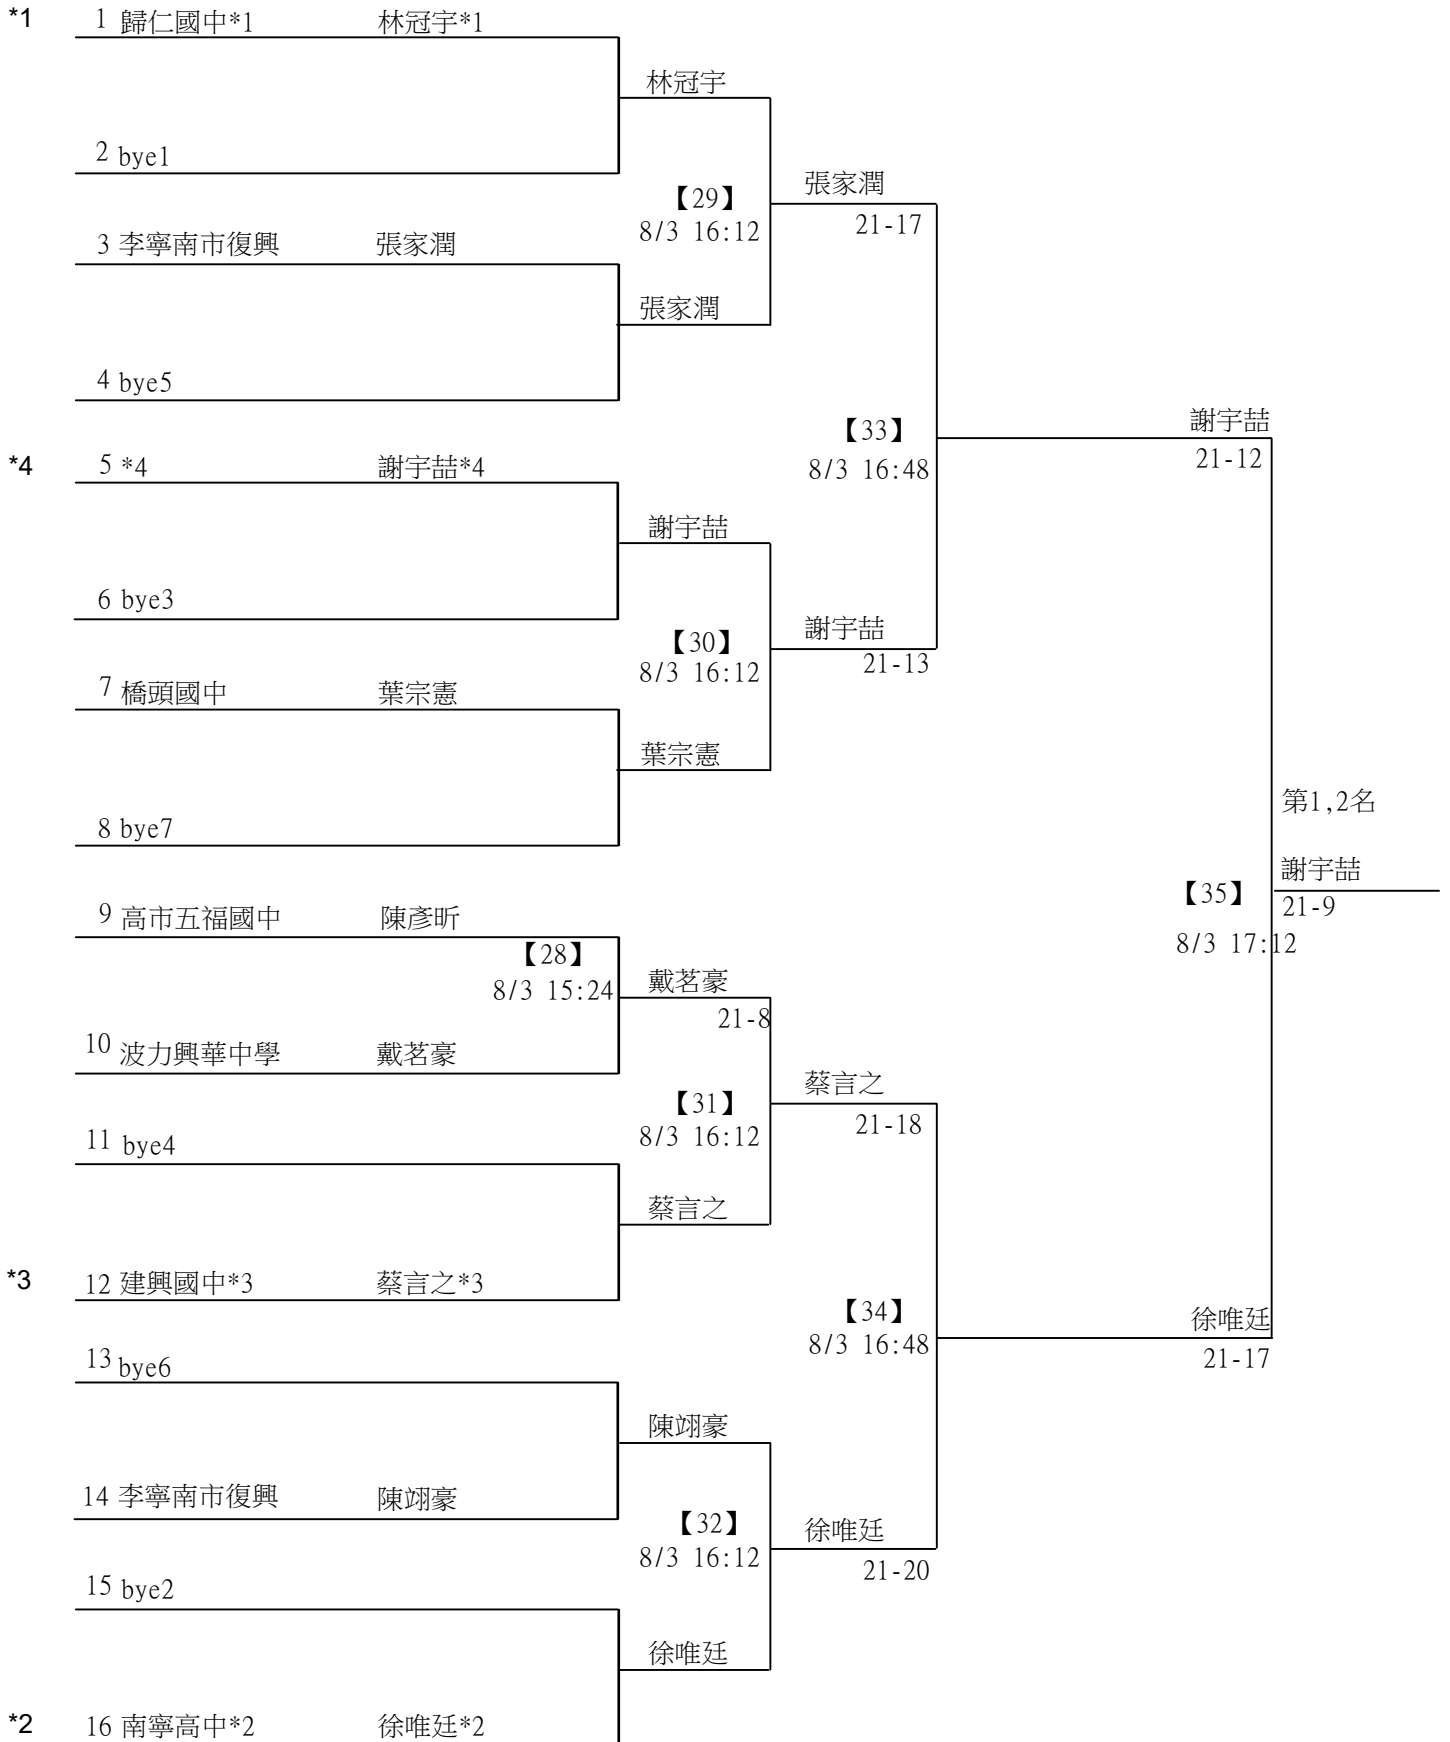 *1 1 歸仁國中*1 林冠宇*1
林冠宇
2 bye1
張家潤
【29】
8/3 16:12
21-17
3 李寧南市復興 張家潤
張家潤
4 bye5
謝宇喆
【33】
21-12
8/3 16:48
*4 5 *4 謝宇喆*4
謝宇喆
6 bye3
謝宇喆
【30】
8/3 16:12
21-13
7 橋頭國中 葉宗憲
葉宗憲
第1,2名
8 bye7
謝宇喆
【35】
21-9
8/3 17:12
9 高市五福國中 陳彥昕
【28】
8/3 15:24
戴茗豪
21-8
10 波力興華中學 戴茗豪
蔡言之
【31】
8/3 16:12
21-18
11 bye4
蔡言之
*3 12 建興國中*3 蔡言之*3
【34】
8/3 16:48
徐唯廷
21-17
13 bye6
陳翊豪
14 李寧南市復興 陳翊豪
【32】
8/3 16:12
徐唯廷
21-20
15 bye2
徐唯廷
*2 16 南寧高中*2 徐唯廷*2